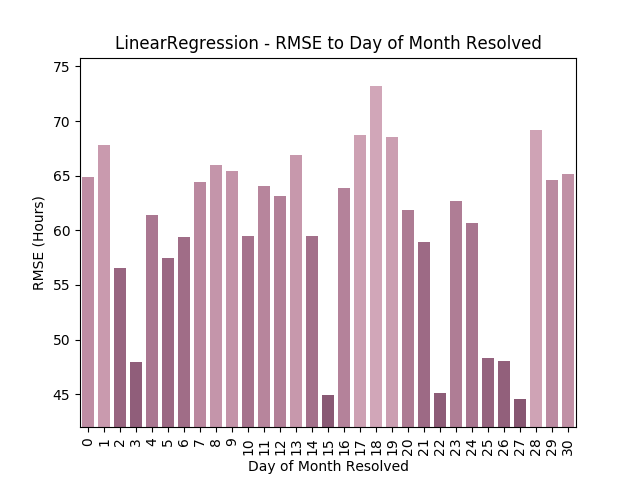 LinearRegression - RMSE to Day of Month Resolved
75
70
65
60
55
50
45
RMSE (Hours)
0 1 2 3 4 5 6 7 8 9 10 11 12 13 14 15 16 17 18 19 20 21 22 23 24 25 26 27 28 29 30
Day of Month Resolved